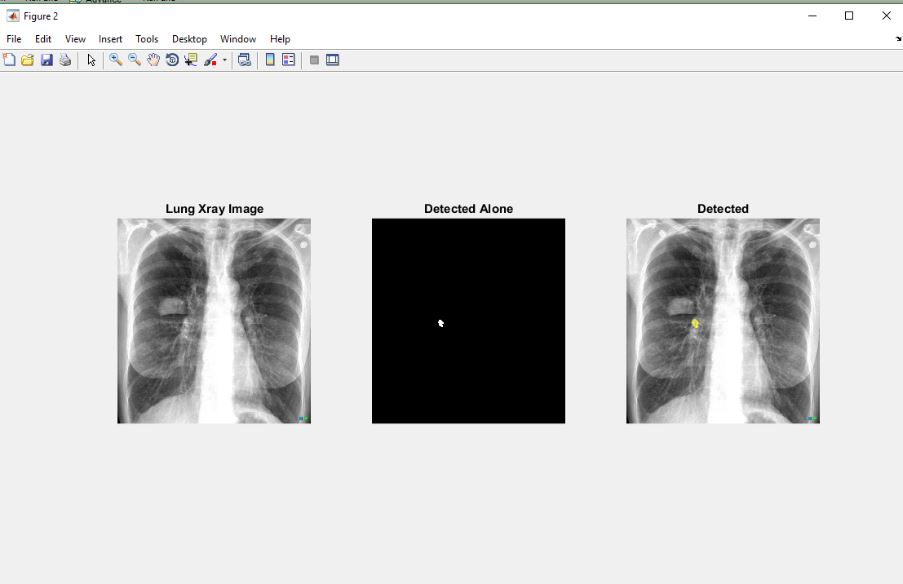 Figure 2
File Edit View Insert Tools Desktop Window Help
Lung Xray Image
Detected Alone
Detected